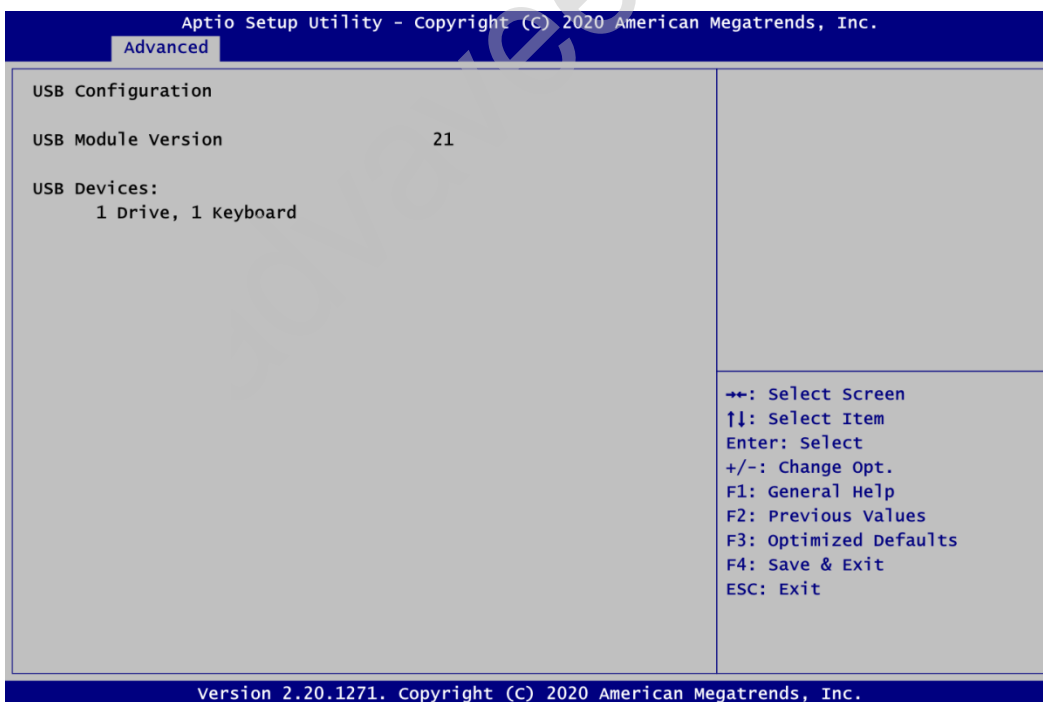 Aptio Setup Utility – Copyright (C) 2020 American Megatrends, Inc.
Advanced
USB Configuration
USB Module Version 21
USB Devices:
1 Drive, 1 Keyboard
→←: Select Screen
↑↓: Select Item
Enter: Select
+/-: Change Opt.
F1: General Help
F2: Previous Values
F3: Optimized Defaults
F4: Save & Exit
ESC: Exit
Version 2.20.1271. Copyright (C) 2020 American Megatrends, Inc.